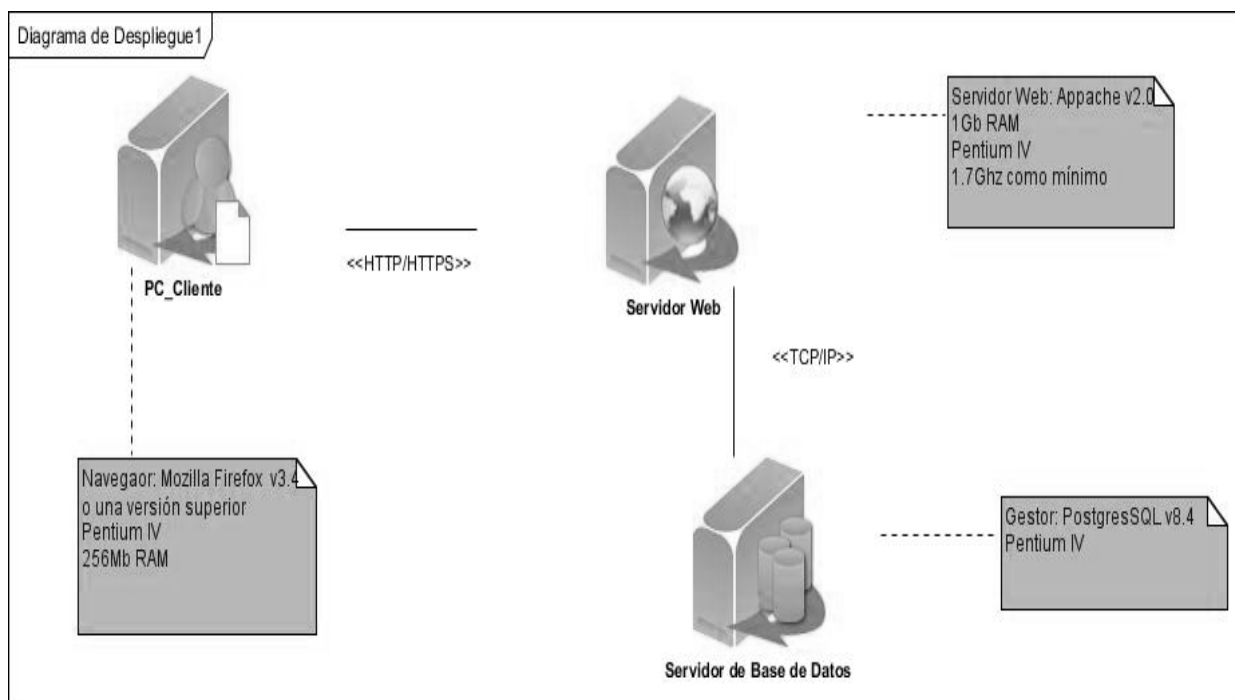 Diagrama de Despliegue1
Servidor Web: Appache v2.0
1Gb RAM
Pentium IV
1.7Ghz como mínimo
<<HTTP/HTTPS>>
PC_Cliente
Servidor Web
<<TCP/IP>>
Navegaor: Mozilla Firefox v3.4
o una versión superior
Pentium IV
256Mb RAM
Gestor: PostgresSQL v8.4
Pentium IV
Servidor de Base de Datos